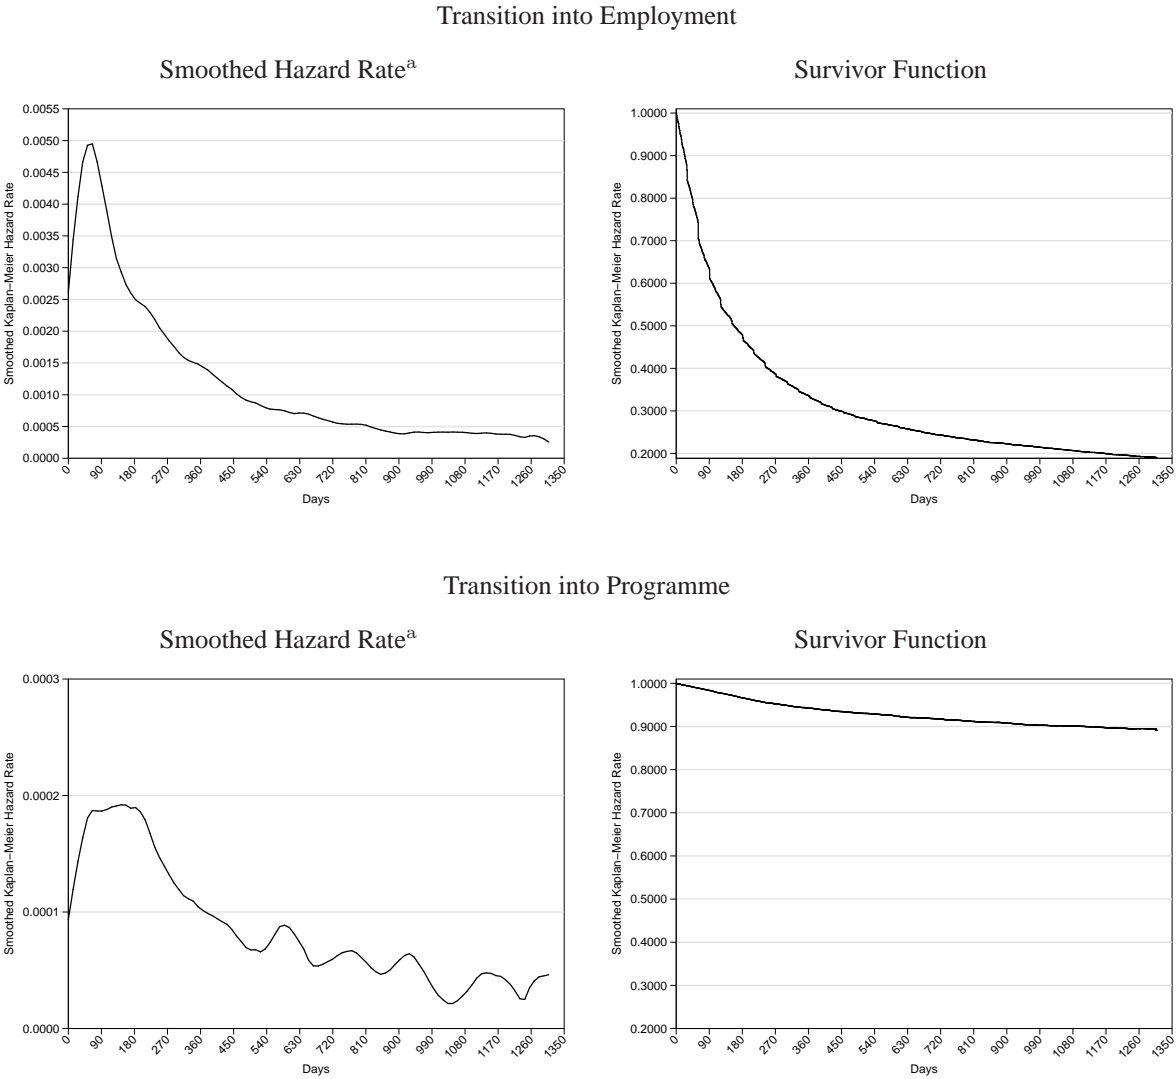 Transition into Employment
Smoothed Hazard Rateᵃ
Survivor Function
Smoothed Kaplan−Meier Hazard Rate
0.0055
0.0050
0.0045
0.0040
0.0035
0.0030
0.0025
0.0020
0.0015
0.0010
0.0005
0.0000
0 90 180 270 360 450 540 630 720 810 900 990 1080 1170 1260 1350
Days
Smoothed Kaplan−Meier Hazard Rate
1.0000
0.9000
0.8000
0.7000
0.6000
0.5000
0.4000
0.3000
0.2000
0 90 180 270 360 450 540 630 720 810 900 990 1080 1170 1260 1350
Days
Transition into Programme
Smoothed Hazard Rateᵃ
Survivor Function
Smoothed Kaplan−Meier Hazard Rate
0.0003
0.0002
0.0001
0.0000
0 90 180 270 360 450 540 630 720 810 900 990 1080 1170 1260 1350
Days
Smoothed Kaplan−Meier Hazard Rate
1.0000
0.9000
0.8000
0.7000
0.6000
0.5000
0.4000
0.3000
0.2000
0 90 180 270 360 450 540 630 720 810 900 990 1080 1170 1260 1350
Days